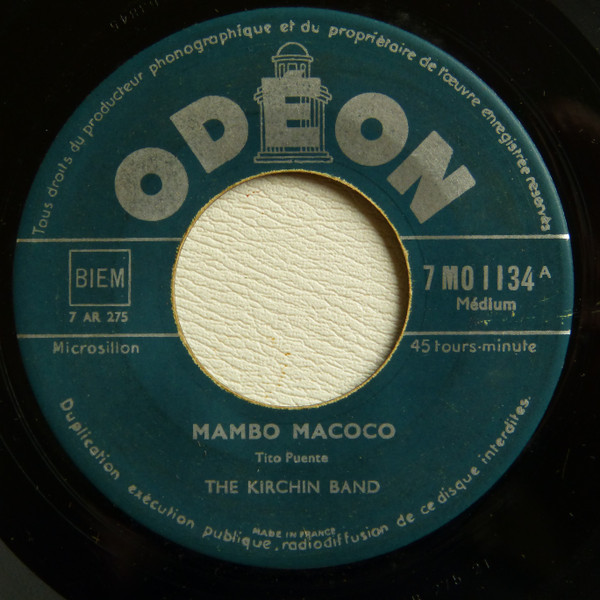 Tous droits du producteur phonographique et du propriétaire de l'œuvre enregistrée reservés
ODÉON
BIEM
7 AR 275
7 MO 1134 A
Médium
Microsillon
45 tours-minute
MAMBO MACOCO
Tito Puente
THE KIRCHIN BAND
MADE IN FRANCE
Duplication exécution publique, radiodiffusion de ce disque interdites.